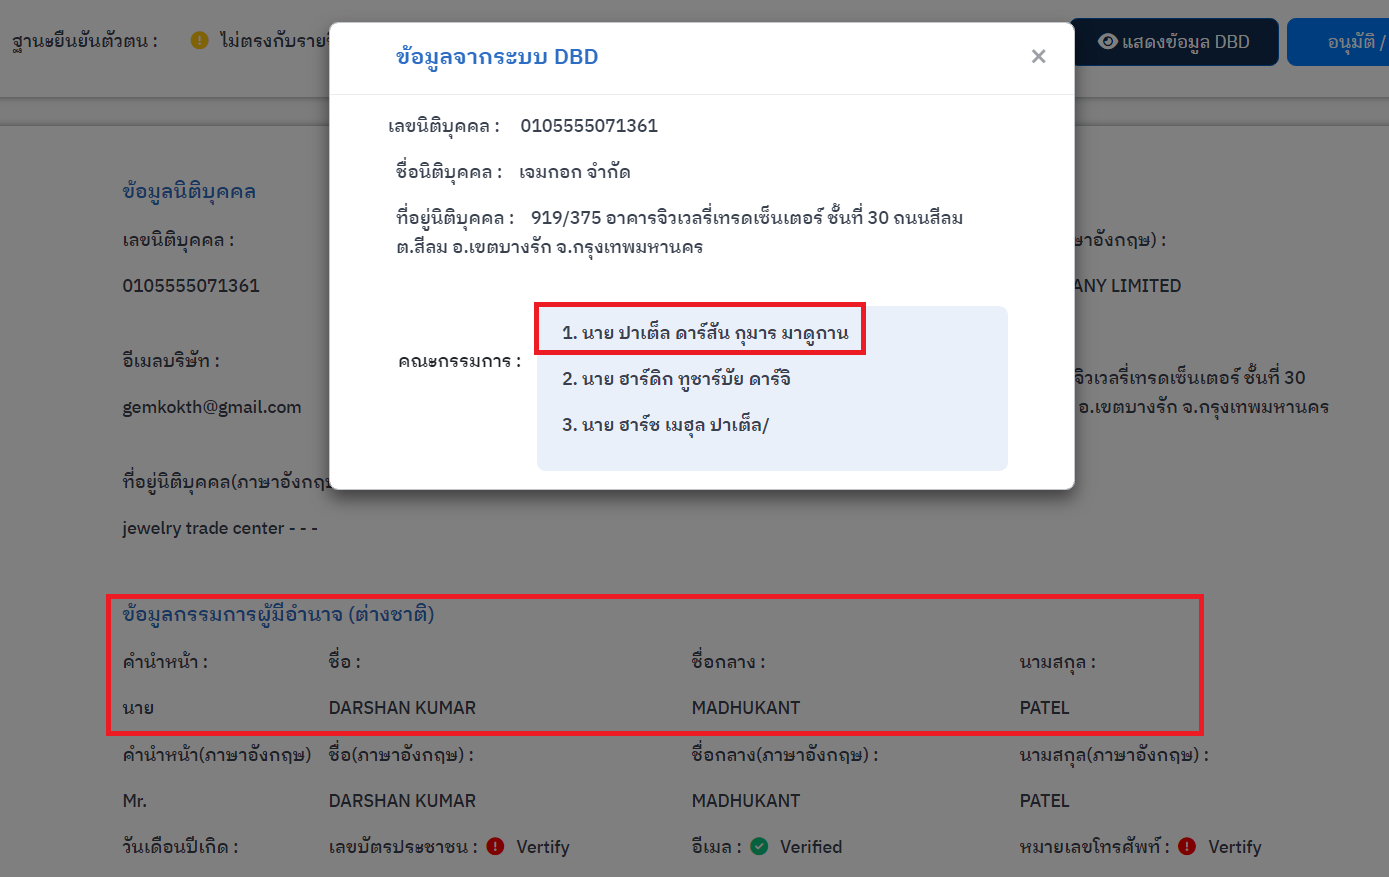 ฐานะยืนยันตัวตน :
ไม่ตรงกับราย
แสดงข้อมูล DBD
อนุมัติ /
ข้อมูลจากระบบ DBD
เลขนิติบุคคล : 0105555071361
ชื่อนิติบุคคล : เจมกอก จำกัด
ที่อยู่นิติบุคคล : 919/375 อาคารจิวเวลรี่เทรดเซ็นเตอร์ ชั้นที่ 30 ถนนสีลม
ต.สีลม อ.เขตบางรัก จ.กรุงเทพมหานคร
คณะกรรมการ :
1. นาย ปาเต็ล ดาร์สัน กุมาร มาดูกาน
2. นาย ฮาร์ดิก ทูชาร์บัย ดาร์จิ
3. นาย ฮาร์ช เมฮุล ปาเต็ล/
ข้อมูลนิติบุคคล
เลขนิติบุคคล : ษาอังกฤษ) :
0105555071361 ANY LIMITED
อีเมลบริษัท :
จิวเวลรี่เทรดเซ็นเตอร์ ชั้นที่ 30
gemkokth@gmail.com อ.เขตบางรัก จ.กรุงเทพมหานคร
ที่อยู่นิติบุคคล(ภาษาอังกฤษ
jewelry trade center - - -
ข้อมูลกรรมการผู้มีอำนาจ (ต่างชาติ)
คำนำหน้า : ชื่อ : ชื่อกลาง : นามสกุล :
นาย DARSHAN KUMAR MADHUKANT PATEL
คำนำหน้า(ภาษาอังกฤษ) ชื่อ(ภาษาอังกฤษ) : ชื่อกลาง(ภาษาอังกฤษ) : นามสกุล(ภาษาอังกฤษ) :
Mr. DARSHAN KUMAR MADHUKANT PATEL
วันเดือนปีเกิด : เลขบัตรประชาชน : Vertify อีเมล : Verified หมายเลขโทรศัพท์ : Vertify